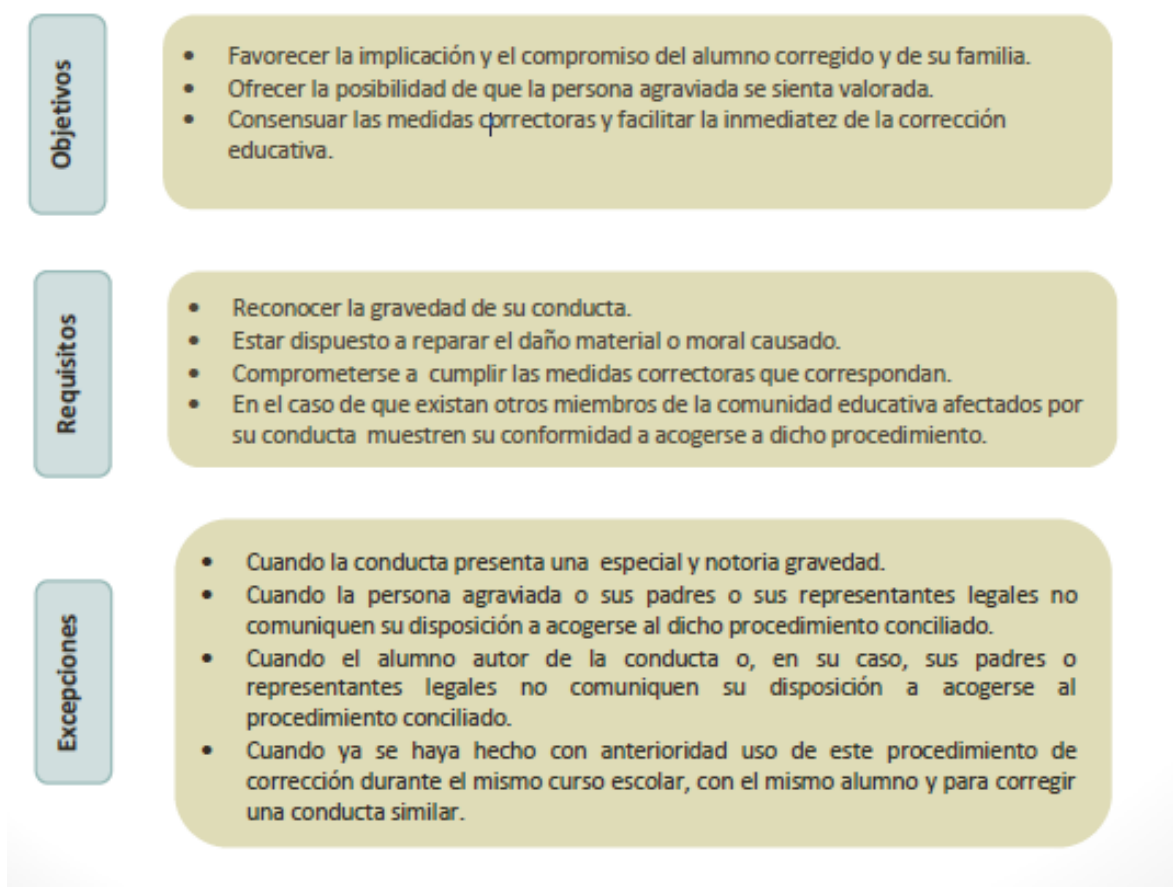 Objetivos
• Favorecer la implicación y el compromiso del alumno corregido y de su familia.
• Ofrecer la posibilidad de que la persona agraviada se sienta valorada.
• Consensuar las medidas correctoras y facilitar la inmediatez de la corrección
educativa.
Requisitos
• Reconocer la gravedad de su conducta.
• Estar dispuesto a reparar el daño material o moral causado.
• Comprometerse a cumplir las medidas correctoras que correspondan.
• En el caso de que existan otros miembros de la comunidad educativa afectados por
su conducta muestren su conformidad a acogerse a dicho procedimiento.
Excepciones
• Cuando la conducta presenta una especial y notoria gravedad.
• Cuando la persona agraviada o sus padres o sus representantes legales no
comuniquen su disposición a acogerse al dicho procedimiento conciliado.
• Cuando el alumno autor de la conducta o, en su caso, sus padres o
representantes legales no comuniquen su disposición a acogerse al
procedimiento conciliado.
• Cuando ya se haya hecho con anterioridad uso de este procedimiento de
corrección durante el mismo curso escolar, con el mismo alumno y para corregir
una conducta similar.